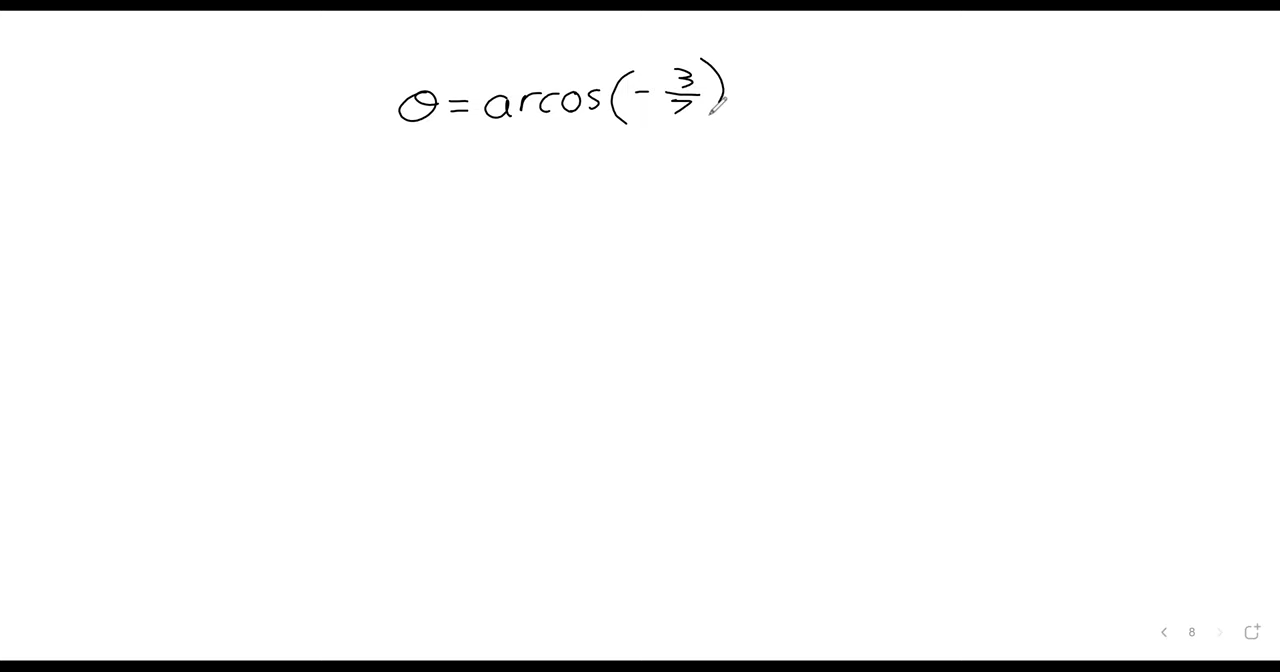 θ = arcos(- 3/7)
8